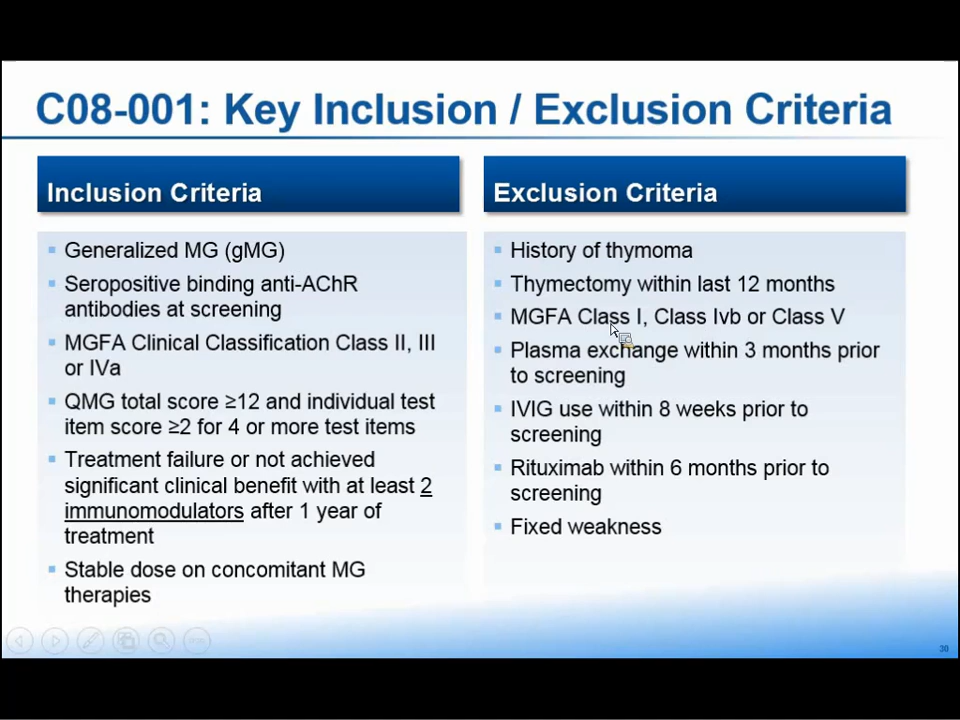 C08-001: Key Inclusion / Exclusion Criteria
Inclusion Criteria
Generalized MG (gMG)
Seropositive binding anti-AChR
antibodies at screening
MGFA Clinical Classification Class II, III
or IVa
QMG total score ≥12 and individual test
item score ≥2 for 4 or more test items
Treatment failure or not achieved
significant clinical benefit with at least 2
immunomodulators after 1 year of
treatment
Stable dose on concomitant MG
therapies
Exclusion Criteria
History of thymoma
Thymectomy within last 12 months
MGFA Class I, Class Ivb or Class V
Plasma exchange within 3 months prior
to screening
IVIG use within 8 weeks prior to
screening
Rituximab within 6 months prior to
screening
Fixed weakness
20